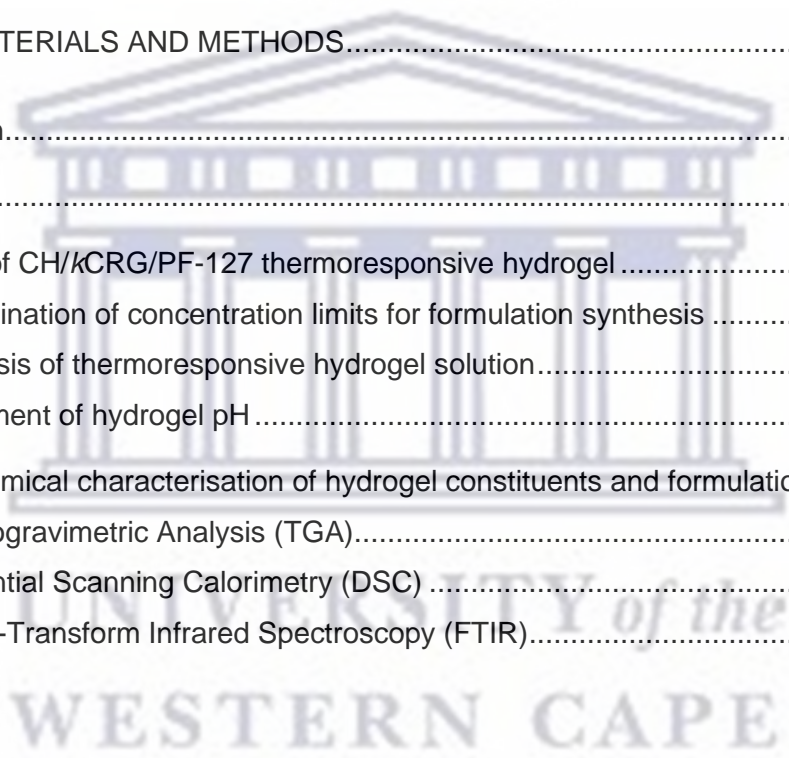 TERIALS AND METHODS
n
of CH/kCRG/PF-127 thermoresponsive hydrogel
ination of concentration limits for formulation synthesis
sis of thermoresponsive hydrogel solution
ment of hydrogel pH
mical characterisation of hydrogel constituents and formulatio
ogravimetric Analysis (TGA)
ntial Scanning Calorimetry (DSC)
UNIVERSITY of the
-Transform Infrared Spectroscopy (FTIR)
WESTERN CAPE